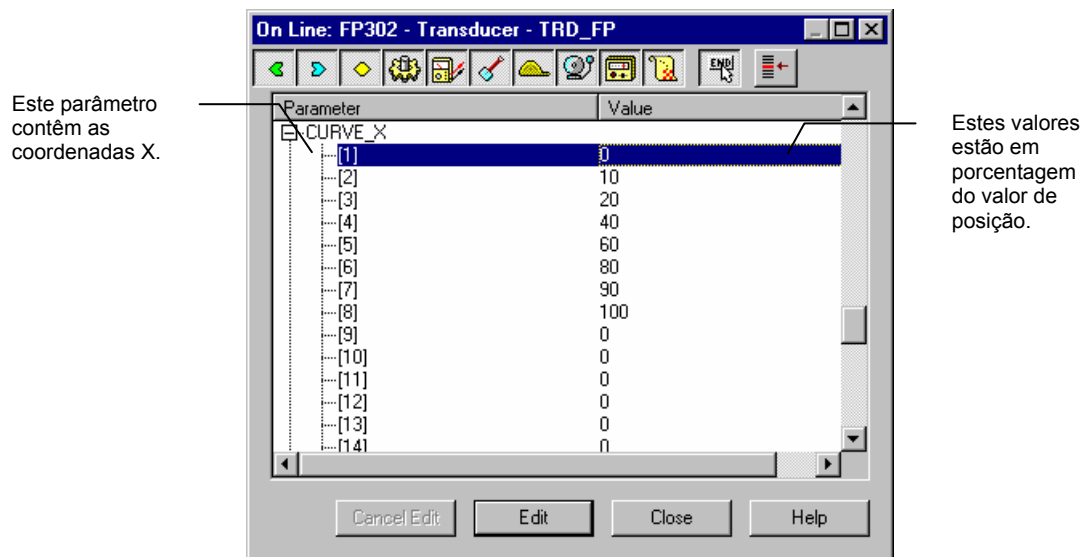 On Line: FP302 - Transducer - TRD_FP
END
Este parâmetro
contêm as
coordenadas X.
Parameter Value
CURVE_X
[1] 0
[2] 10
[3] 20
[4] 40
[5] 60
[6] 80
[7] 90
[8] 100
[9] 0
[10] 0
[11] 0
[12] 0
[13] 0
[14] 0
Estes valores
estão em
porcentagem
do valor de
posição.
Cancel Edit Edit Close Help